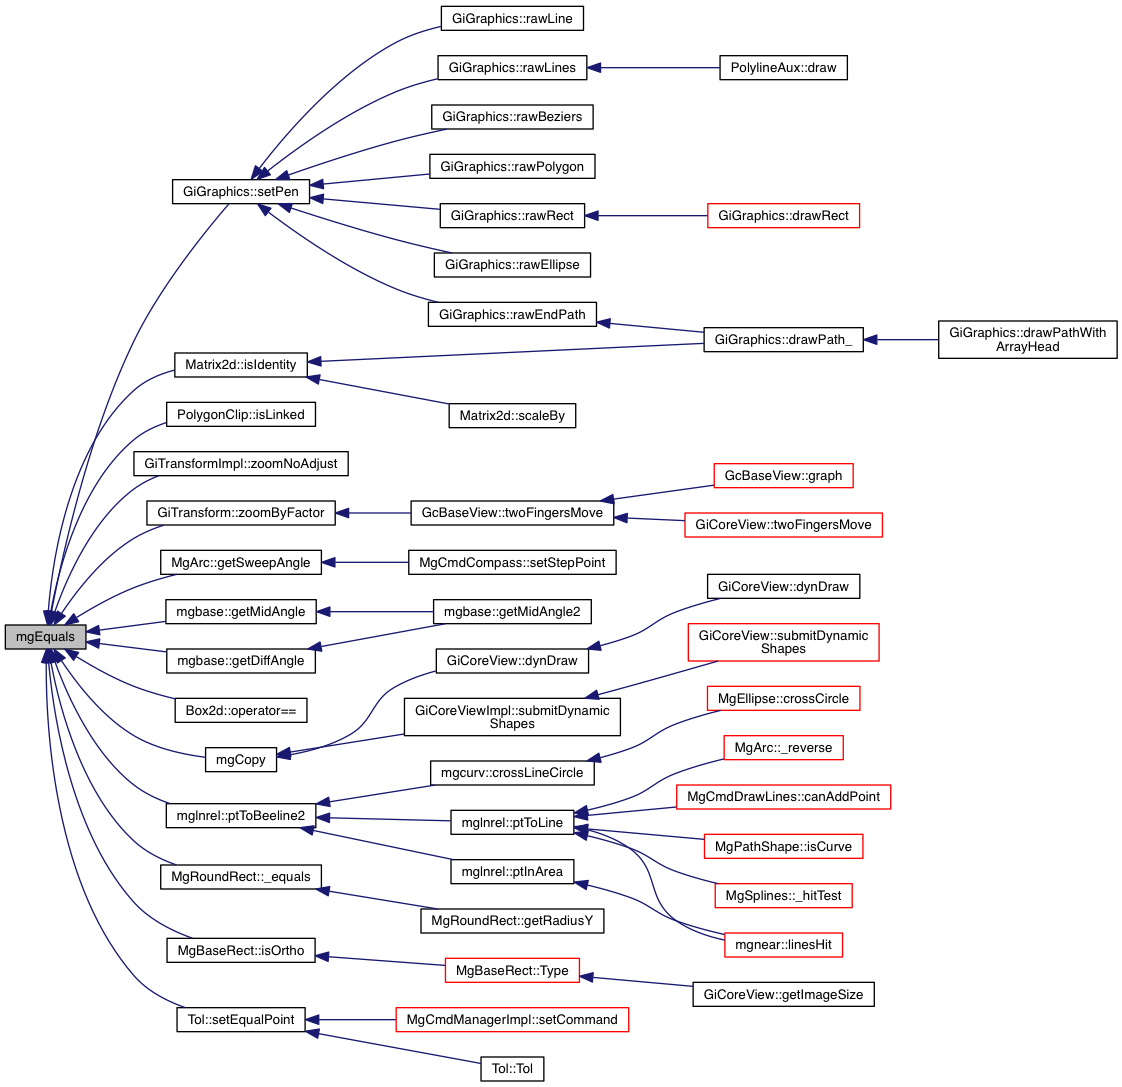 GiGraphics::rawLine
GiGraphics::rawLines
PolylineAux::draw
GiGraphics::rawBeziers
GiGraphics::rawPolygon
GiGraphics::setPen
GiGraphics::rawRect
GiGraphics::drawRect
GiGraphics::rawEllipse
GiGraphics::rawEndPath
GiGraphics::drawPath_
GiGraphics::drawPathWith
ArrayHead
Matrix2d::isIdentity
Matrix2d::scaleBy
PolygonClip::isLinked
GiTransformImpl::zoomNoAdjust
GiTransform::zoomByFactor
GcBaseView::twoFingersMove
GcBaseView::graph
GiCoreView::twoFingersMove
MgArc::getSweepAngle
MgCmdCompass::setStepPoint
mgbase::getMidAngle
mgbase::getMidAngle2
GiCoreView::dynDraw
mgEquals
mgbase::getDiffAngle
GiCoreView::dynDraw
GiCoreView::submitDynamic
Shapes
Box2d::operator==
GiCoreViewImpl::submitDynamic
Shapes
MgEllipse::crossCircle
mgCopy
mgcurv::crossLineCircle
MgArc::_reverse
mglnrel::ptToBeeline2
mglnrel::ptToLine
MgCmdDrawLines::canAddPoint
MgPathShape::isCurve
MgRoundRect::_equals
mglnrel::ptInArea
MgSplines::_hitTest
MgRoundRect::getRadiusY
mgnear::linesHit
MgBaseRect::isOrtho
MgBaseRect::Type
GiCoreView::getImageSize
Tol::setEqualPoint
MgCmdManagerImpl::setCommand
Tol::Tol